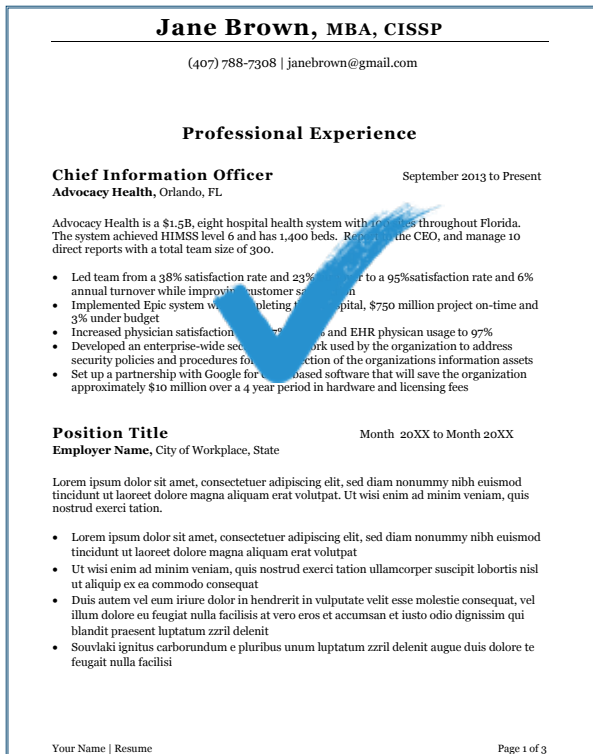 Jane Brown, MBA, CISSP
(407) 788-7308 | janebrown@gmail.com
Professional Experience
Chief Information Officer September 2013 to Present
Advocacy Health, Orlando, FL
Advocacy Health is a $1.5B, eight hospital health system with throughout Florida.
The system achieved HIMSS level 6 and has 1,400 beds. the CEO, and manage 10
direct reports with a total team size of 300.
• Led team from a 38% satisfaction rate and 23% to a 95%satisfaction rate and 6%
annual turnover while customer
• Implemented Epic system $750 million project on-time and
3% under budget
• Increased physician satisfaction and EHR physican usage to 97%
• Developed an enterprise-wide used by the organization to address
security policies and procedures of the organizations information assets
• Set up a partnership with Google for based software that will save the organization
approximately $10 million over a 4 year period in hardware and licensing fees
Position Title Month 20XX to Month 20XX
Employer Name, City of Workplace, State
Lorem ipsum dolor sit amet, consectetuer adipiscing elit, sed diam nonummy nibh euismod
tincidunt ut laoreet dolore magna aliquam erat volutpat. Ut wisi enim ad minim veniam, quis
nostrud exerci tation.
• Lorem ipsum dolor sit amet, consectetuer adipiscing elit, sed diam nonummy nibh euismod
tincidunt ut laoreet dolore magna aliquam erat volutpat
• Ut wisi enim ad minim veniam, quis nostrud exerci tation ullamcorper suscipit lobortis nisl
ut aliquip ex ea commodo consequat
• Duis autem vel eum iriure dolor in hendrerit in vulputate velit esse molestie consequat, vel
illum dolore eu feugiat nulla facilisis at vero eros et accumsan et iusto odio dignissim qui
blandit praesent luptatum zzril delenit
• Souvlaki ignitus carborundum e pluribus unum luptatum zzril delenit augue duis dolore te
feugait nulla facilisi
Your Name | Resume Page 1 of 3